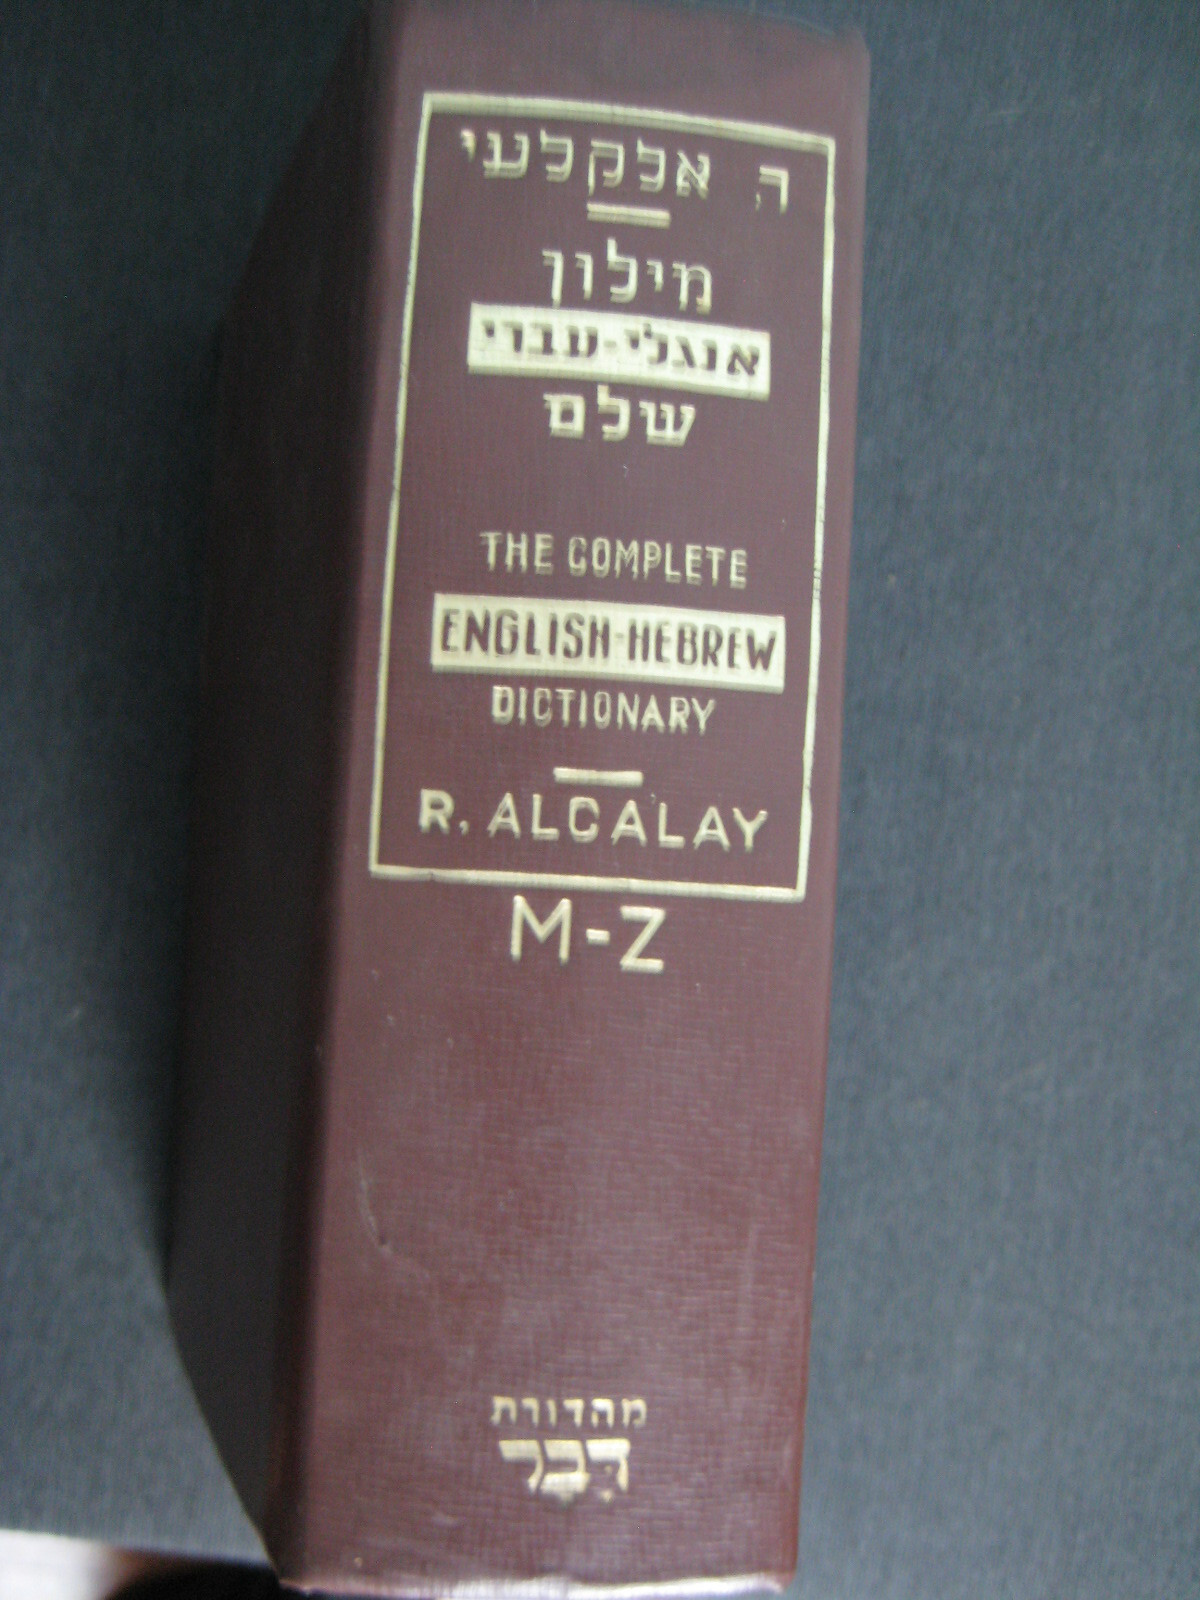 ר. אלקלעי
מילון
אנגלי-עברי
שלם
THE COMPLETE
ENGLISH-HEBREW
DICTIONARY
R. ALCALAY
M-Z
מהדורת
דבר